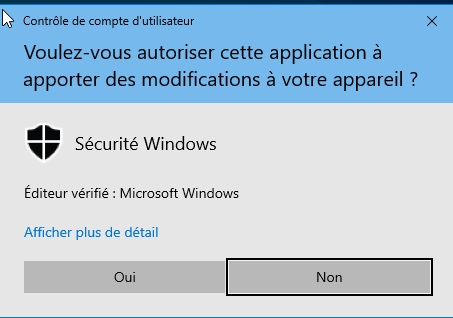 Contrôle de compte d'utilisateur
Voulez-vous autoriser cette application à
apporter des modifications à votre appareil ?
Sécurité Windows
Éditeur vérifié : Microsoft Windows
Afficher plus de détail
Oui
Non